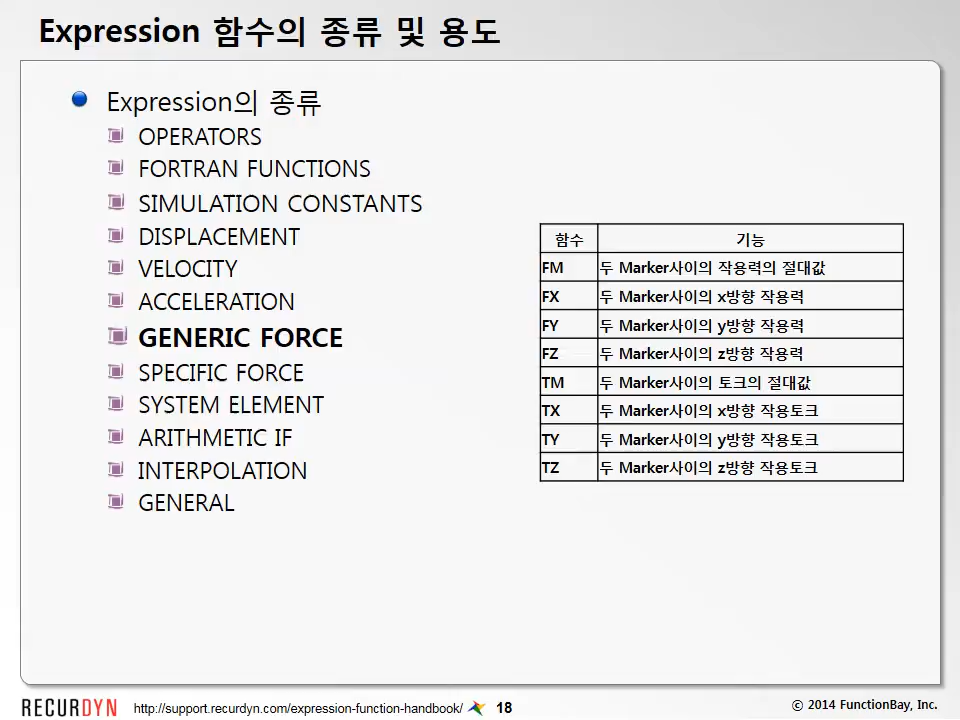 Expression 함수의 종류 및 용도
Expression의 종류
OPERATORS
FORTRAN FUNCTIONS
SIMULATION CONSTANTS
DISPLACEMENT
VELOCITY
ACCELERATION
GENERIC FORCE
SPECIFIC FORCE
SYSTEM ELEMENT
ARITHMETIC IF
INTERPOLATION
GENERAL
함수 기능
FM 두 Marker사이의 작용력의 절대값
FX 두 Marker사이의 x방향 작용력
FY 두 Marker사이의 y방향 작용력
FZ 두 Marker사이의 z방향 작용력
TM 두 Marker사이의 토크의 절대값
TX 두 Marker사이의 x방향 작용토크
TY 두 Marker사이의 y방향 작용토크
TZ 두 Marker사이의 z방향 작용토크
RECURDYN http://support.recurdyn.com/expression-function-handbook/ 18 © 2014 FunctionBay, Inc.